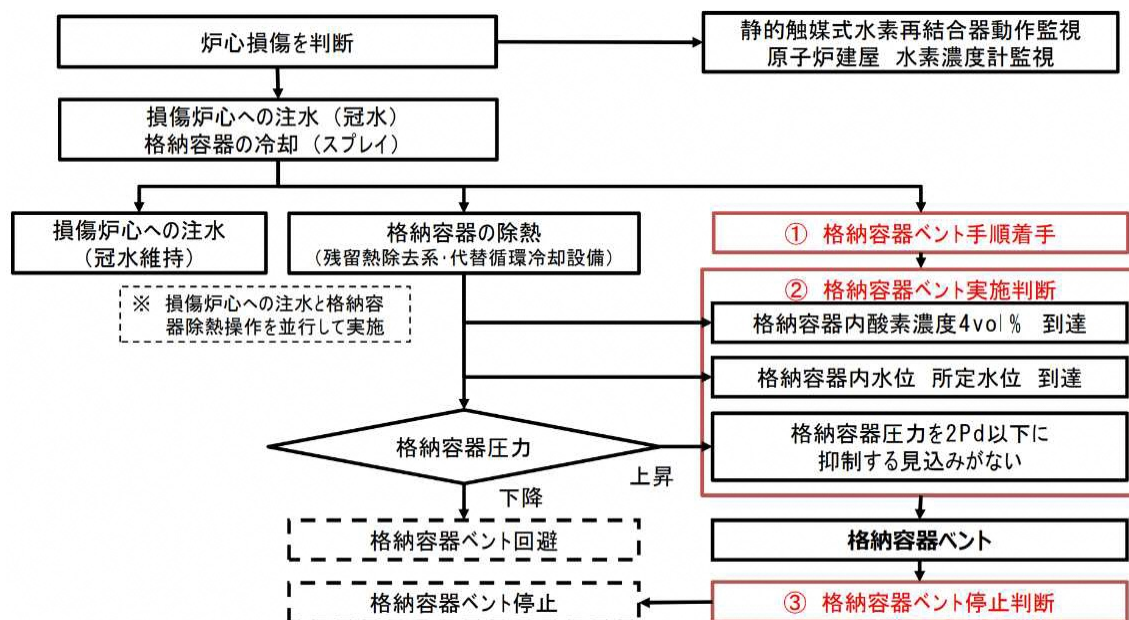 炉心損傷を判断
静的触媒式水素再結合器動作監視
原子炉建屋 水素濃度計監視
損傷炉心への注水（冠水）
格納容器の冷却（スプレイ）
損傷炉心への注水
（冠水維持）
格納容器の除熱
（残留熱除去系・代替循環冷却設備）
① 格納容器ベント手順着手
※ 損傷炉心への注水と格納容
器除熱操作を並行して実施
② 格納容器ベント実施判断
格納容器内酸素濃度4vol% 到達
格納容器内水位 所定水位 到達
格納容器圧力
上昇
格納容器圧力を2Pd以下に
抑制する見込みがない
下降
格納容器ベント回避
格納容器ベント
格納容器ベント停止
③ 格納容器ベント停止判断